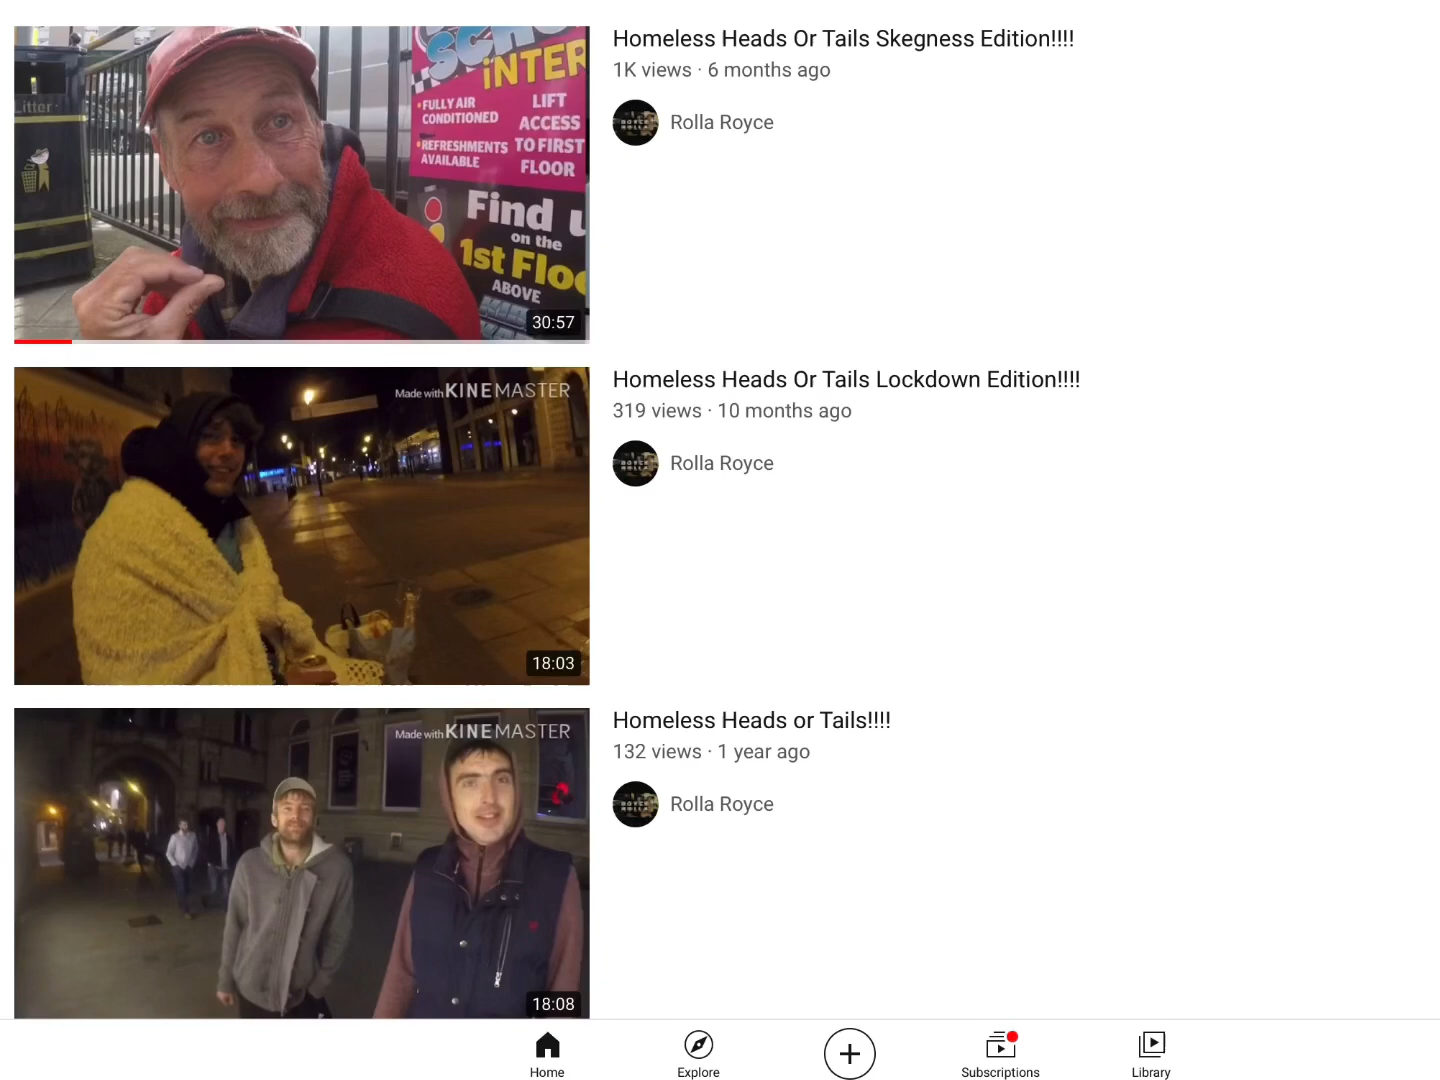 Litter
SCHO
iNTER
•FULLY AIR
CONDITIONED
•REFRESHMENTS
AVAILABLE
LIFT
ACCESS
TO FIRST
FLOOR
Find u
on the
1st Floo
ABOVE
30:57
Homeless Heads Or Tails Skegness Edition!!!!
1K views · 6 months ago
Rolla Royce
Made with KINEMASTER
18:03
Homeless Heads Or Tails Lockdown Edition!!!!
319 views · 10 months ago
Rolla Royce
Made with KINEMASTER
18:08
Homeless Heads or Tails!!!!
132 views · 1 year ago
Rolla Royce
Home
Explore
Subscriptions
Library